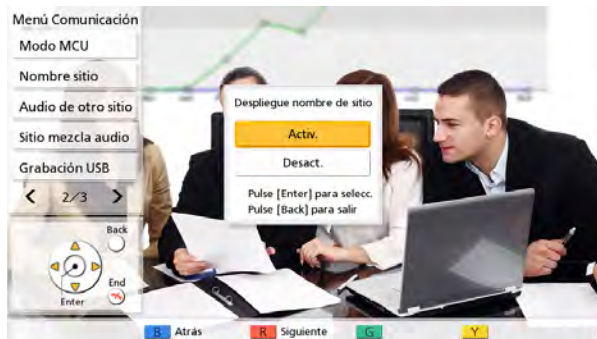 Menú Comunicación
Modo MCU
Nombre sitio
Audio de otro sitio
Sitio mezcla audio
Grabación USB
2/3
Back
End
Enter
Despliegue nombre de sitio
Activ.
Desact.
Pulse [Enter] para selecc.
Pulse [Back] para salir
B Atrás R Siguiente G Y